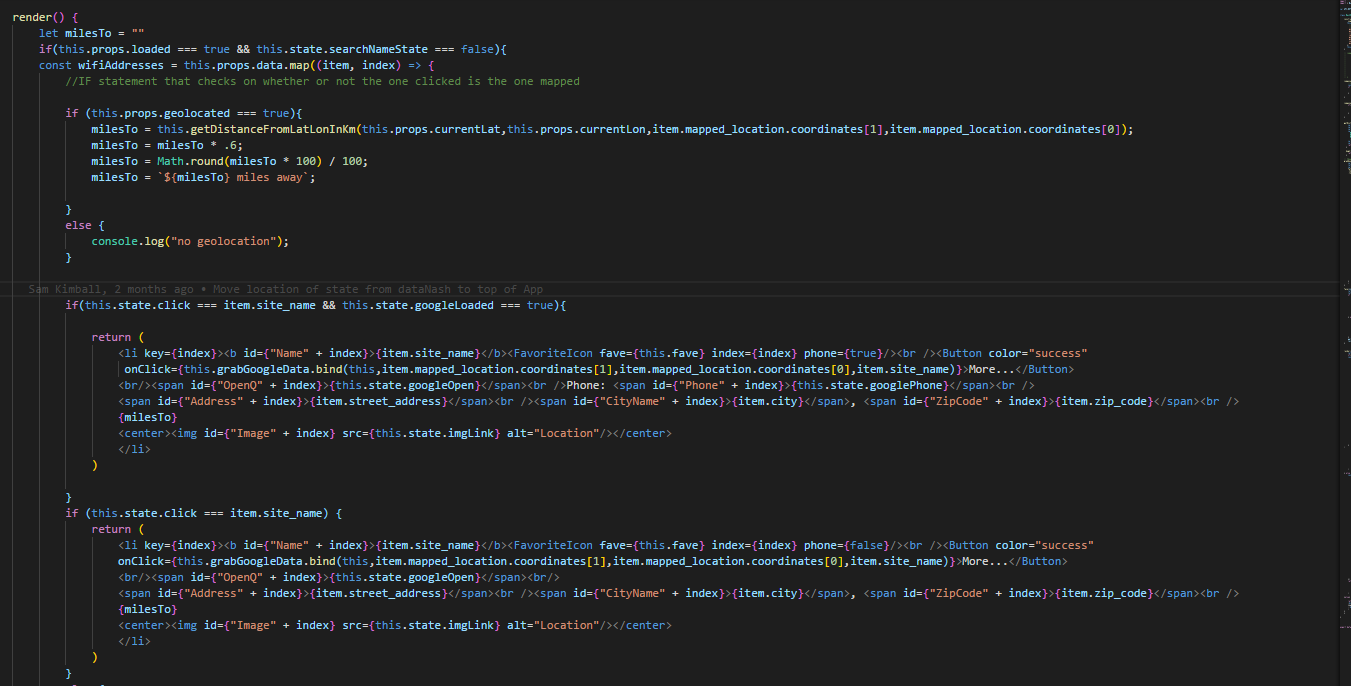 render() {
let milesTo = ""
if(this.props.loaded === true && this.state.searchNameState === false){
const wifiAddresses = this.props.data.map((item, index) => {
//IF statement that checks on whether or not the one clicked is the one mapped
if (this.props.geolocated === true){
milesTo = this.getDistanceFromLatLonInKm(this.props.currentLat,this.props.currentLon,item.mapped_location.coordinates[1],item.mapped_location.coordinates[0]);
milesTo = milesTo * .6;
milesTo = Math.round(milesTo * 100) / 100;
milesTo = `${milesTo} miles away`;
}
else {
console.log("no geolocation");
}
Sam Kimball, 2 months ago • Move location of state from dataNash to top of App
if(this.state.click === item.site_name && this.state.googleLoaded === true){
return (
<li key={index}><b id={"Name" + index}>{item.site_name}</b><FavoriteIcon fave={this.fave} index={index} phone={true}/><br /><Button color="success"
onClick={this.grabGoogleData.bind(this,item.mapped_location.coordinates[1],item.mapped_location.coordinates[0],item.site_name)}>More...</Button>
<br/><span id={"OpenQ" + index}>{this.state.googleOpen}</span><br />Phone: <span id={"Phone" + index}>{this.state.googlePhone}</span><br />
<span id={"Address" + index}>{item.street_address}</span><br /><span id={"CityName" + index}>{item.city}</span>, <span id={"ZipCode" + index}>{item.zip_code}</span><br />
{milesTo}
<center><img id={"Image" + index} src={this.state.imgLink} alt="Location"/></center>
</li>
)
}
if (this.state.click === item.site_name) {
return (
<li key={index}><b id={"Name" + index}>{item.site_name}</b><FavoriteIcon fave={this.fave} index={index} phone={false}/><br /><Button color="success"
onClick={this.grabGoogleData.bind(this,item.mapped_location.coordinates[1],item.mapped_location.coordinates[0],item.site_name)}>More...</Button>
<br/><span id={"OpenQ" + index}>{this.state.googleOpen}</span><br/>
<span id={"Address" + index}>{item.street_address}</span><br /><span id={"CityName" + index}>{item.city}</span>, <span id={"ZipCode" + index}>{item.zip_code}</span><br />
{milesTo}
<center><img id={"Image" + index} src={this.state.imgLink} alt="Location"/></center>
</li>
)
}